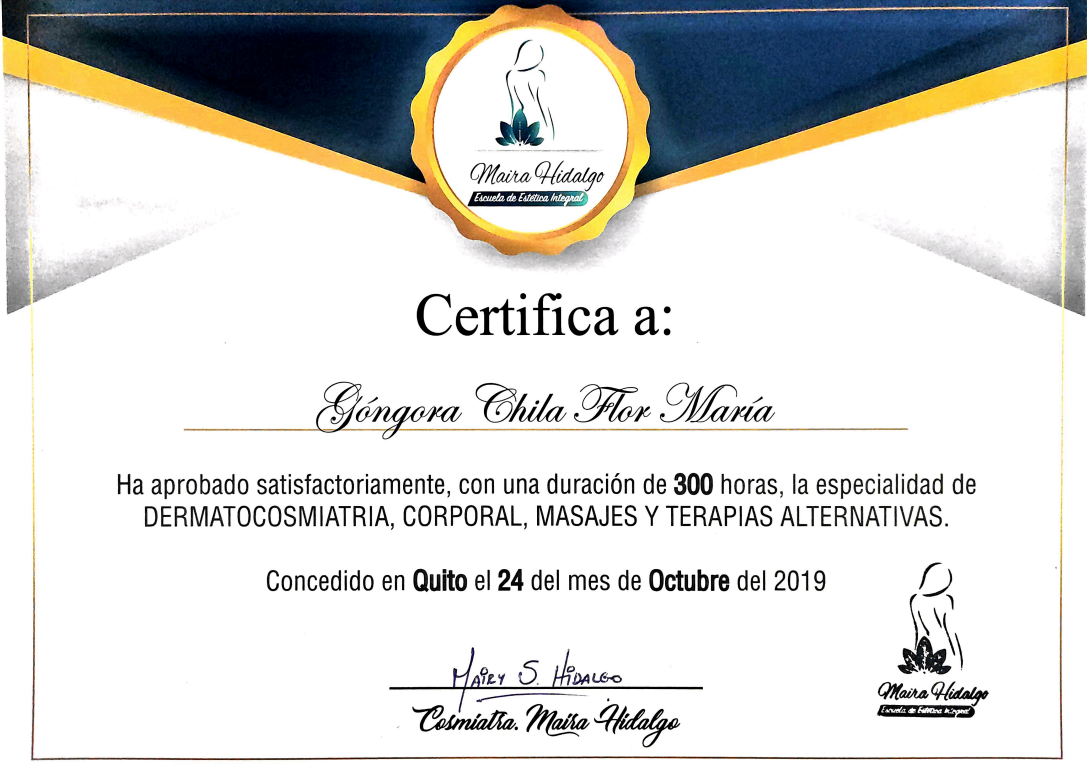 Maira Hidalgo
Escuela de Estética Integral
Certifica a:
Góngora Chila Flor María
Ha aprobado satisfactoriamente, con una duración de 300 horas, la especialidad de
DERMATOCOSMIATRIA, CORPORAL, MASAJES Y TERAPIAS ALTERNATIVAS.
Concedido en Quito el 24 del mes de Octubre del 2019
MAIRY S. HIDALGO
Cosmiatra. Maira Hidalgo
Maira Hidalgo
Escuela de Estética Integral